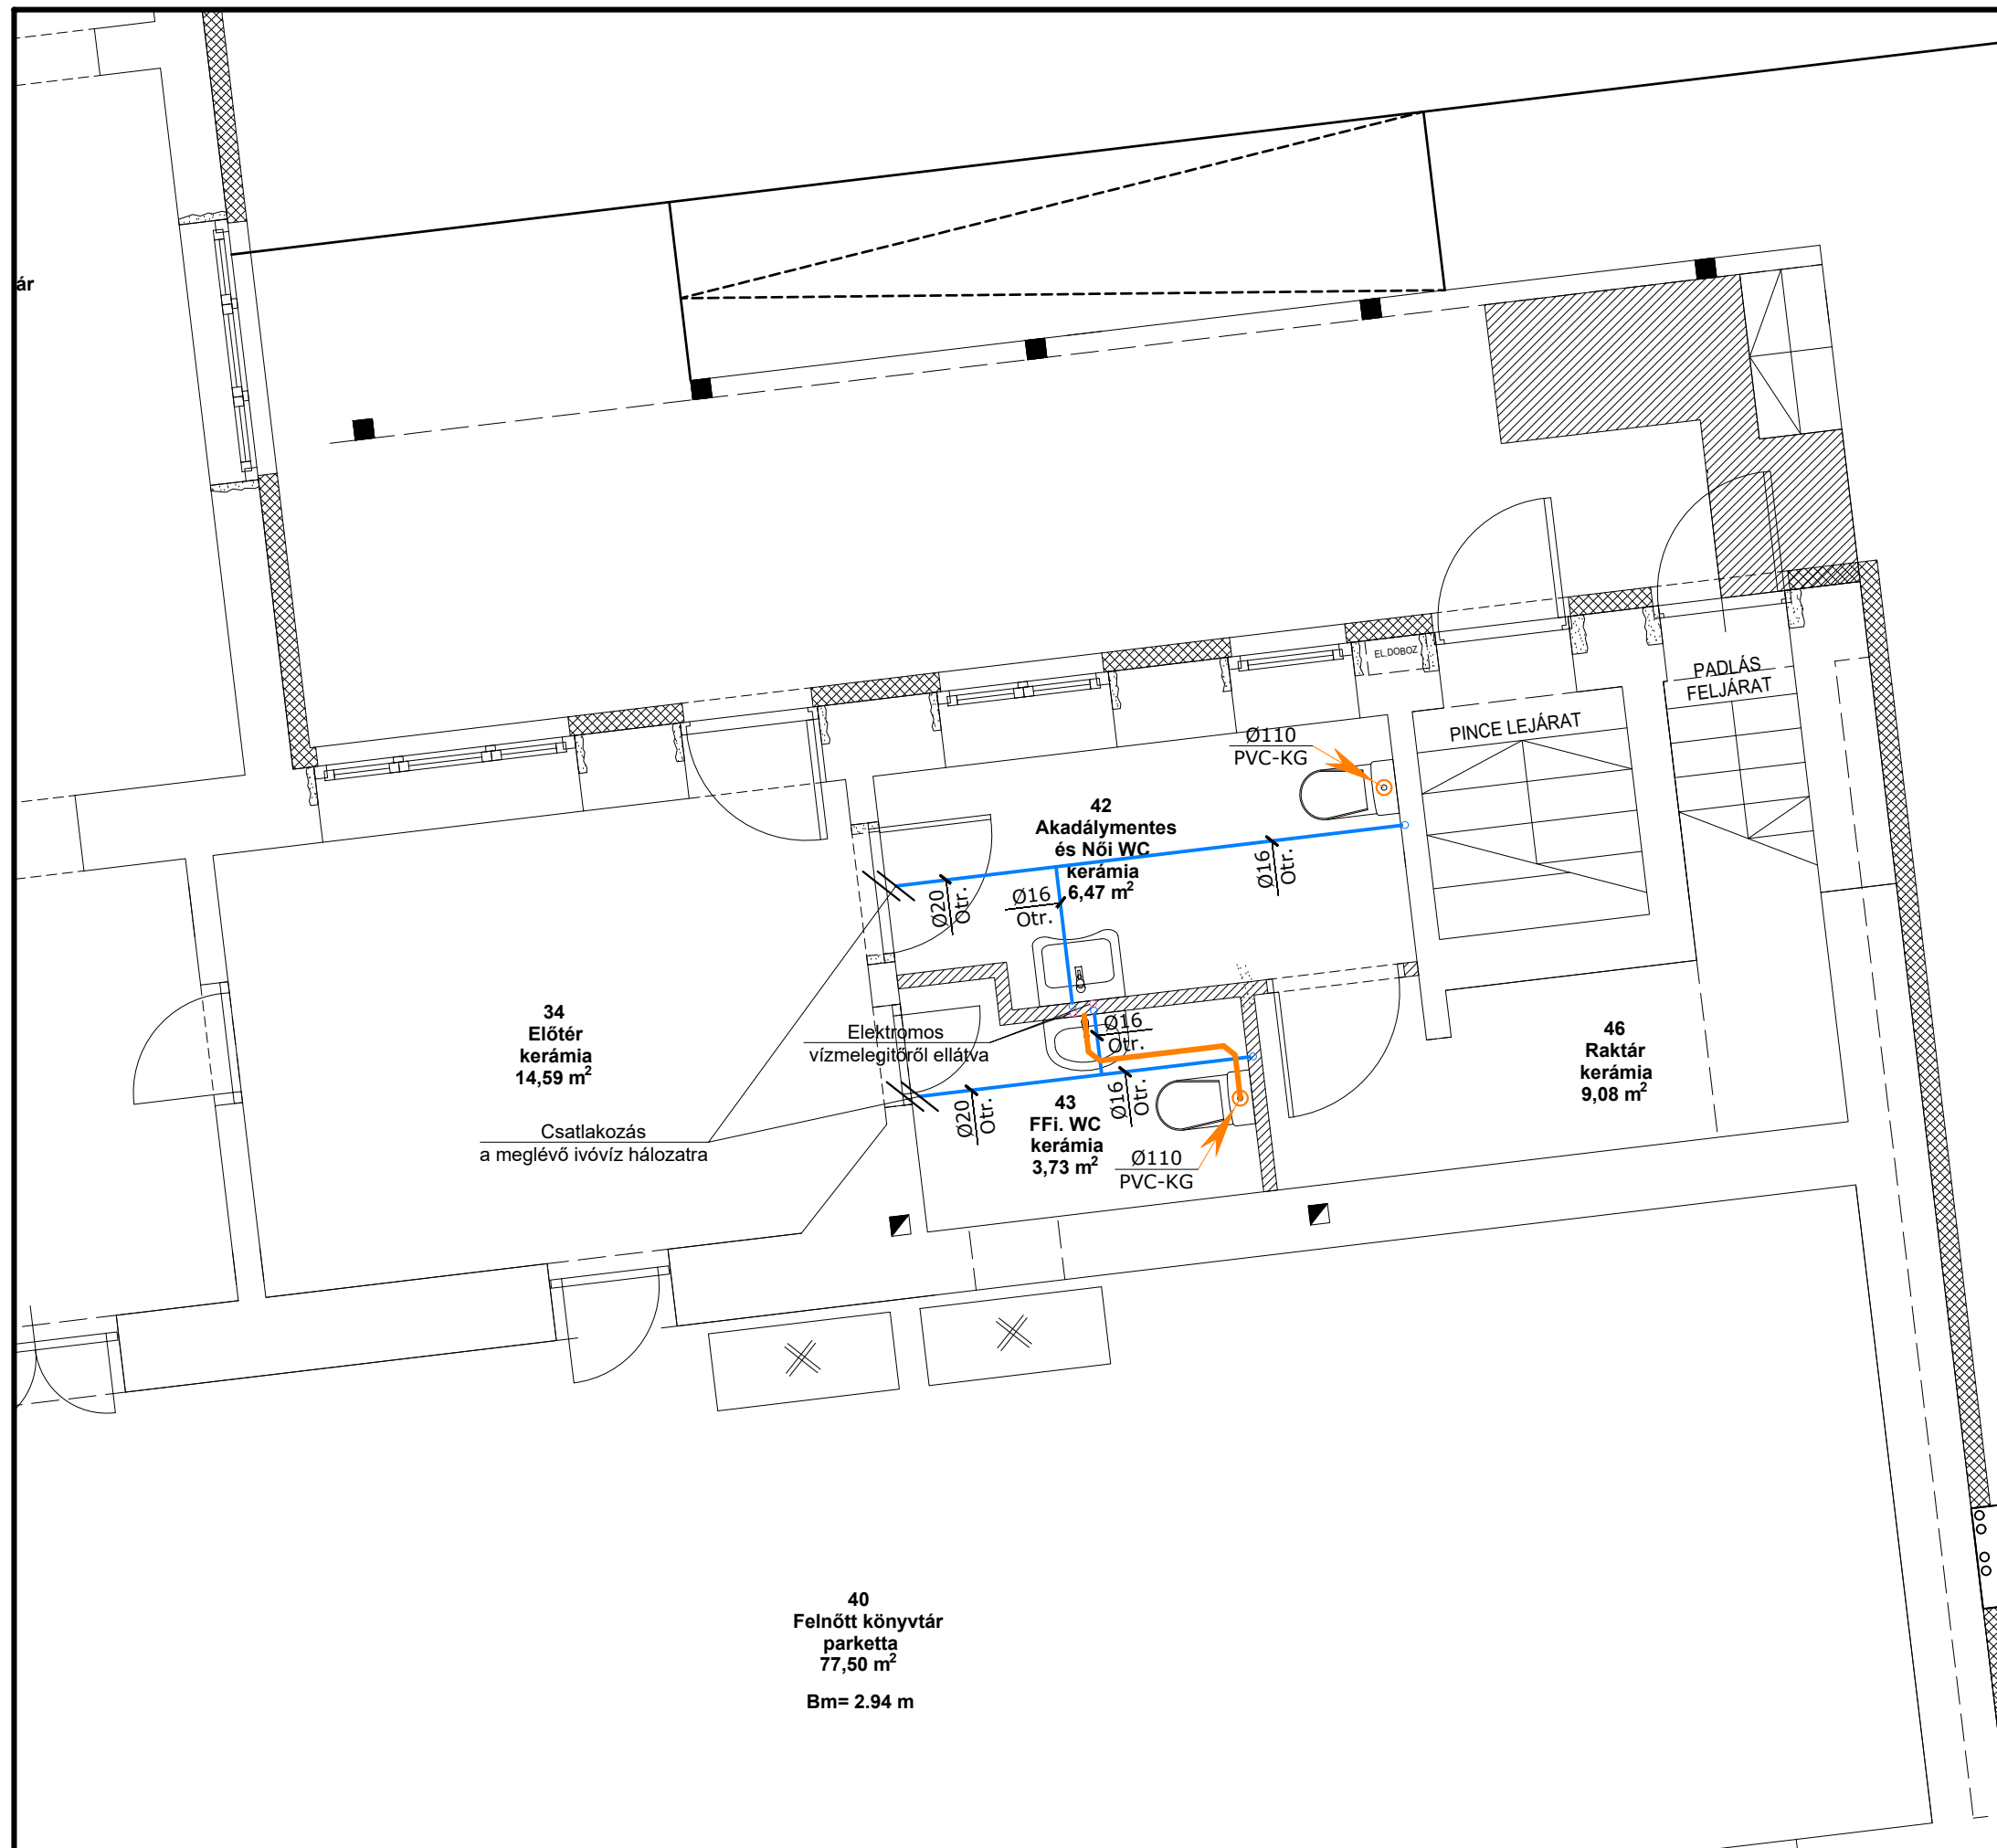 ár
EL.DOBOZ
PADLÁS
FELJÁRAT
PINCE LEJÁRAT
Ø110
PVC-KG
42
Akadálymentes
és Női WC
kerámia
6,47 m²
Ø16
Otr.
Ø20
Otr.
Ø16
Otr.
34
Előtér
kerámia
14,59 m²
Elektromos
vízmelegitőről ellátva
Ø16
Otr.
46
Raktár
kerámia
9,08 m²
Csatlakozás
a meglévő ivóvíz hálozatra
Ø20
Otr.
43
FFi. WC
kerámia
3,73 m²
Ø16
Otr.
Ø110
PVC-KG
40
Felnőtt könyvtár
parketta
77,50 m²
Bm= 2.94 m